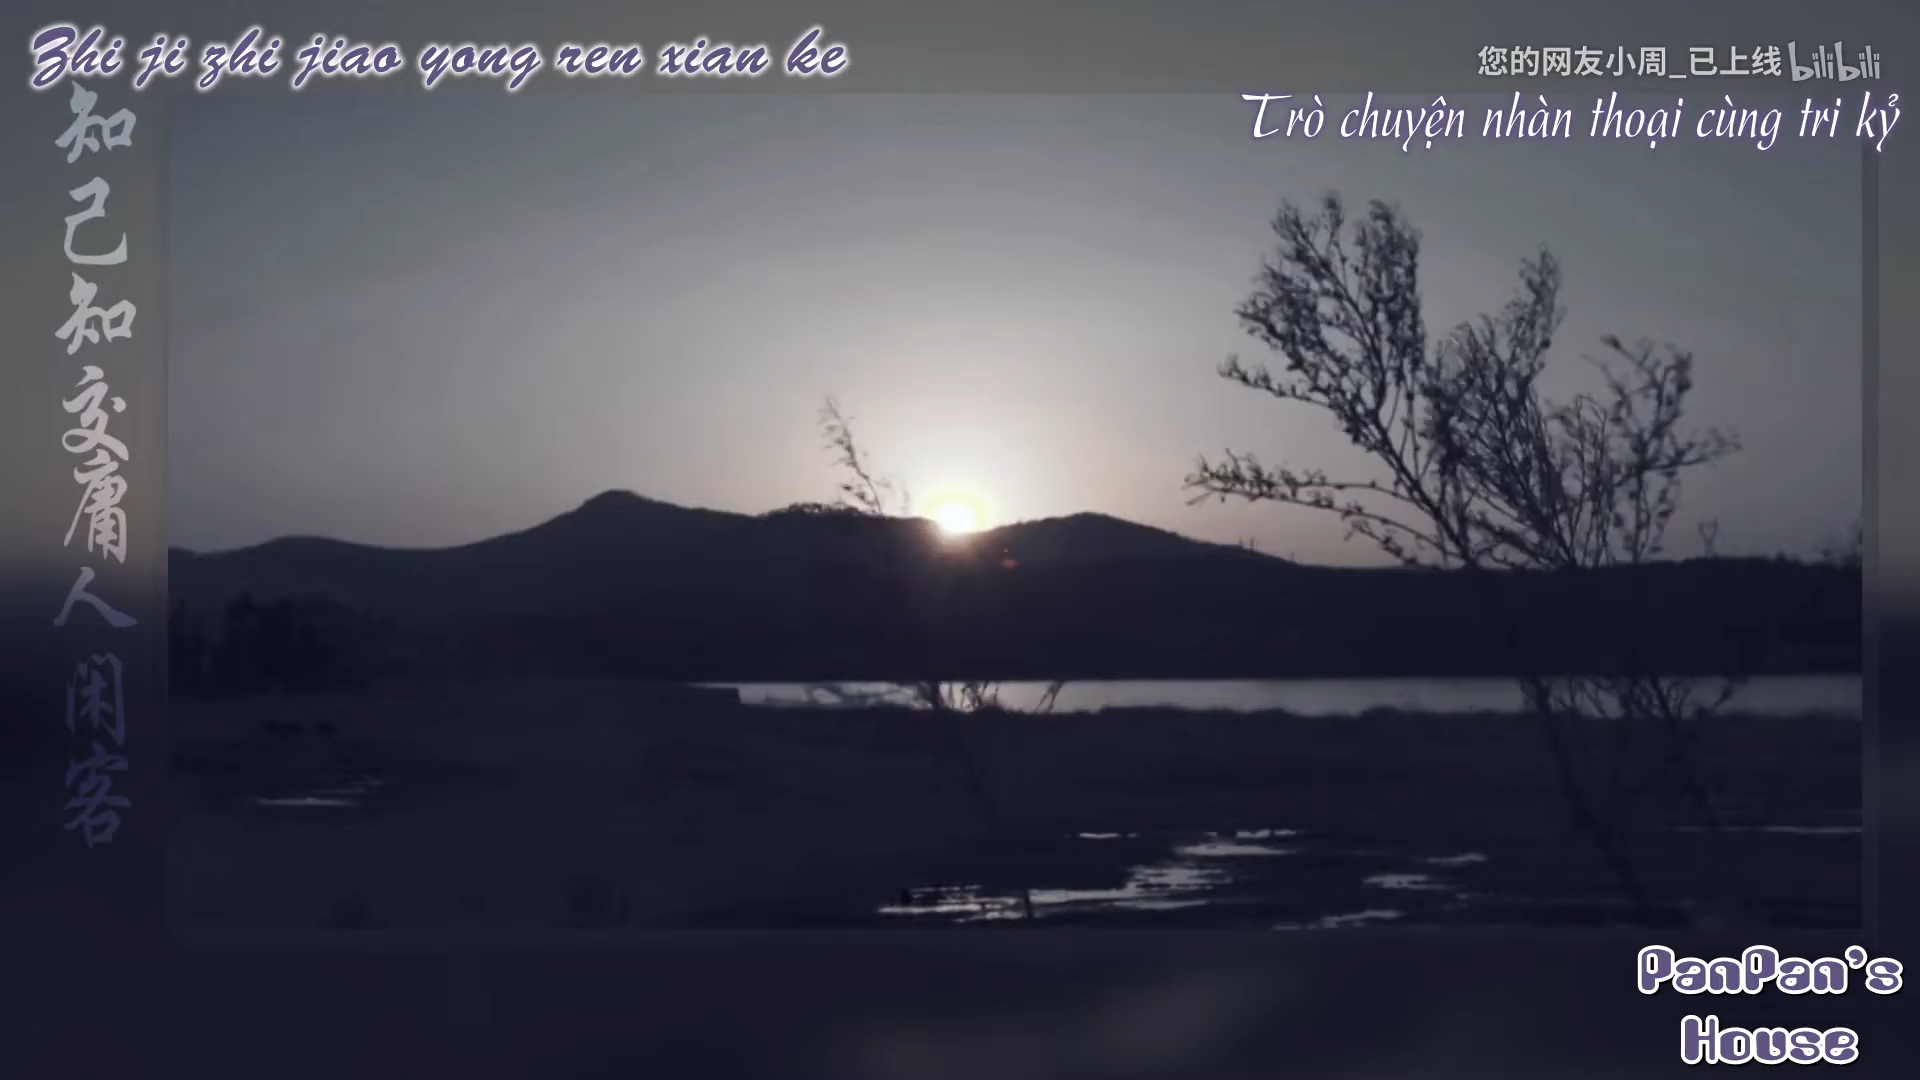 Zhi ji zhi jiao yong ren xian ke
您的网友小周_已上线 bilibili
Trò chuyện nhàn thoại cùng tri kỷ
知己知交庸人闲客
PanPan's
House